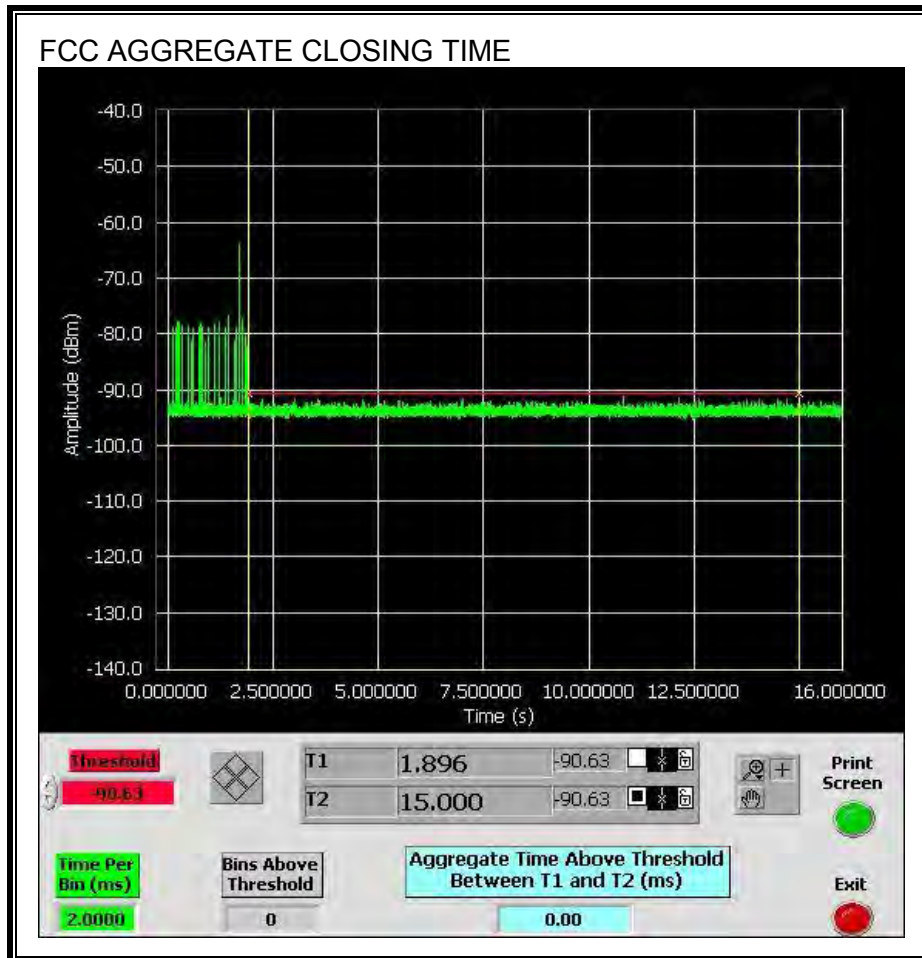 FCC AGGREGATE CLOSING TIME
-40.0
-50.0
-60.0
-70.0
-80.0
-90.0
-100.0
-110.0
-120.0
-130.0
-140.0
Amplitude (dBm)
0.000000 2.500000 5.000000 7.500000 10.000000 12.500000 16.000000
Time (s)
Threshold
-90.63
T1 1.896 -90.63
T2 15.000 -90.63
Print
Screen
Time Per
Bin (ms)
2.0000
Bins Above
Threshold
0
Aggregate Time Above Threshold
Between T1 and T2 (ms)
0.00
Exit